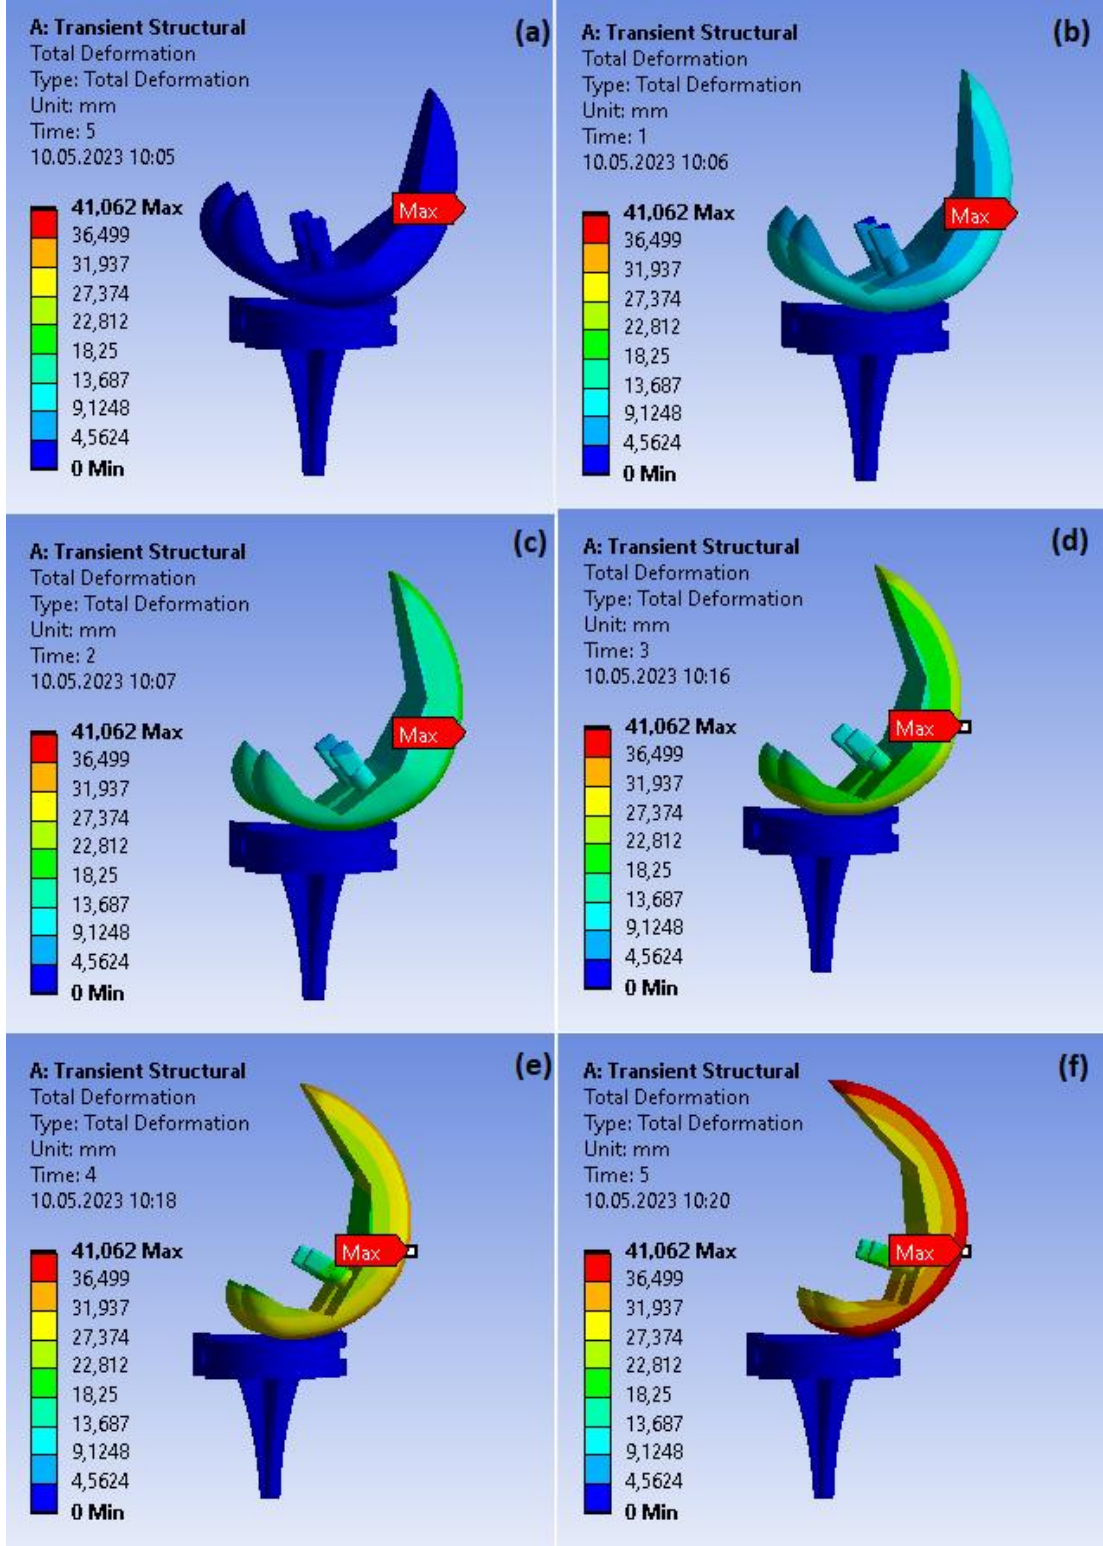 A: Transient Structural
(a)
Total Deformation
Type: Total Deformation
Unit: mm
Time: 5
10.05.2023 10:05
41,062 Max
36,499
31,937
27,374
22,812
18,25
13,687
9,1248
4,5624
0 Min
Max
A: Transient Structural
(b)
Total Deformation
Type: Total Deformation
Unit: mm
Time: 1
10.05.2023 10:06
41,062 Max
36,499
31,937
27,374
22,812
18,25
13,687
9,1248
4,5624
0 Min
Max
A: Transient Structural
(c)
Total Deformation
Type: Total Deformation
Unit: mm
Time: 2
10.05.2023 10:07
41,062 Max
36,499
31,937
27,374
22,812
18,25
13,687
9,1248
4,5624
0 Min
Max
A: Transient Structural
(d)
Total Deformation
Type: Total Deformation
Unit: mm
Time: 3
10.05.2023 10:16
41,062 Max
36,499
31,937
27,374
22,812
18,25
13,687
9,1248
4,5624
0 Min
Max
A: Transient Structural
(e)
Total Deformation
Type: Total Deformation
Unit: mm
Time: 4
10.05.2023 10:18
41,062 Max
36,499
31,937
27,374
22,812
18,25
13,687
9,1248
4,5624
0 Min
Max
A: Transient Structural
(f)
Total Deformation
Type: Total Deformation
Unit: mm
Time: 5
10.05.2023 10:20
41,062 Max
36,499
31,937
27,374
22,812
18,25
13,687
9,1248
4,5624
0 Min
Max